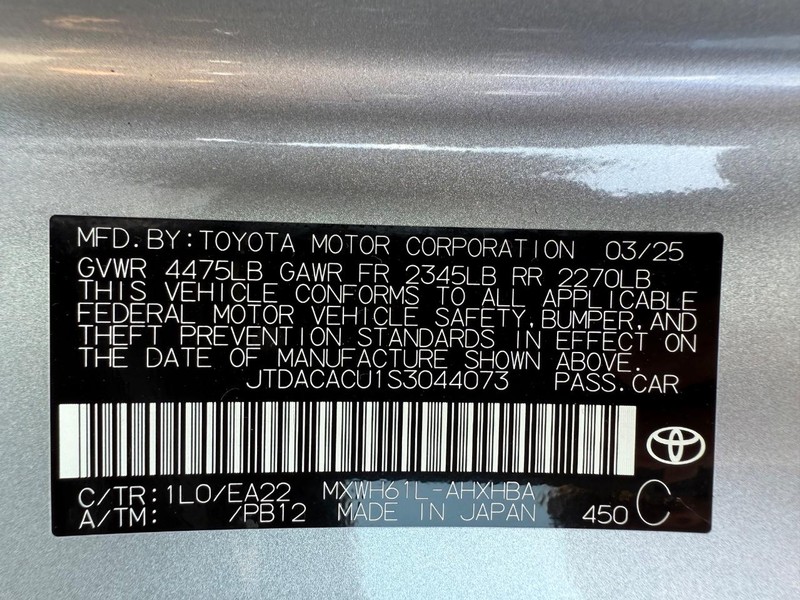 MFD.BY:TOYOTA MOTOR CORPORATION 03/25
GVWR 4475LB GAWR FR 2345LB RR 2270LB
THIS VEHICLE CONFORMS TO ALL APPLICABLE
FEDERAL MOTOR VEHICLE SAFETY,BUMPER,AND
THEFT PREVENTION STANDARDS IN EFFECT ON
THE DATE OF MANUFACTURE SHOWN ABOVE.
JTDACACU1S3044073 PASS.CAR
C/TR:1L0/EA22 MXWH61L-AHXHBA
A/TM: /PB12 MADE IN JAPAN 450 C